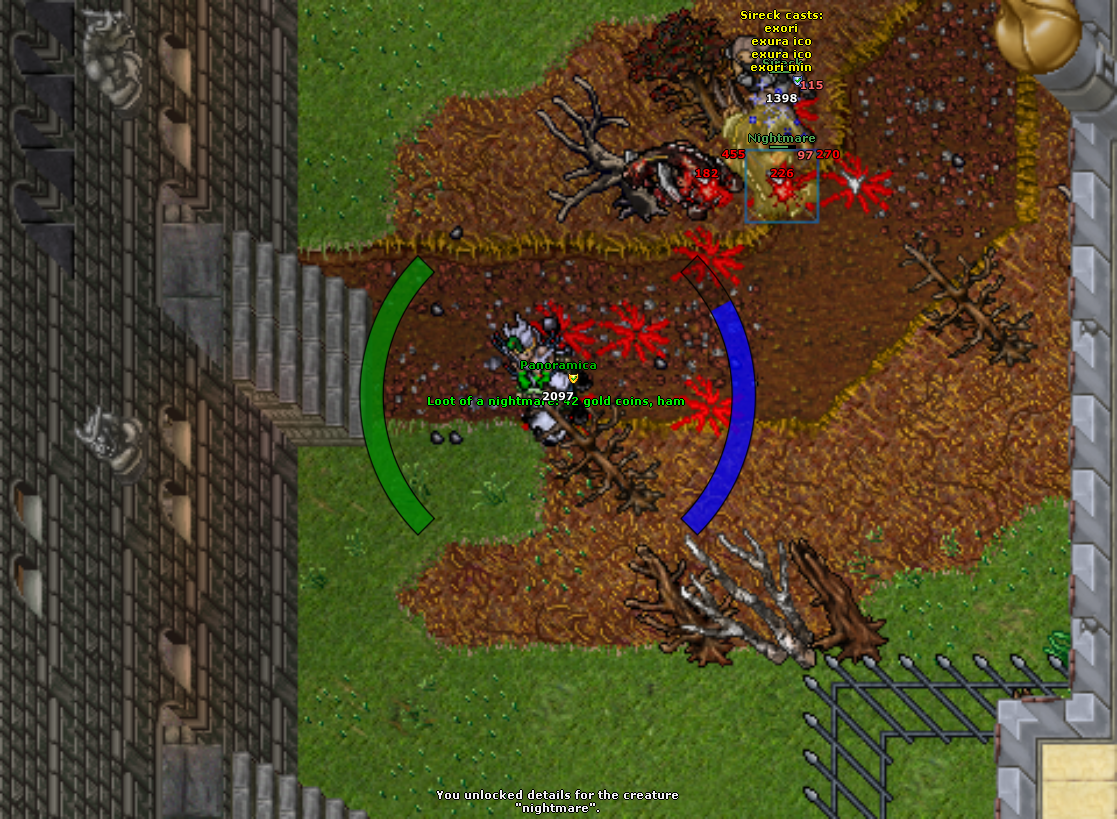 Sireck casts:
exori
exura ico
exura ico
exori min
115
1398
Nightmare
455
97
270
182
226
Panoramica
2097
Loot of a nightmare: 42 gold coins, ham
You unlocked details for the creature
"nightmare".